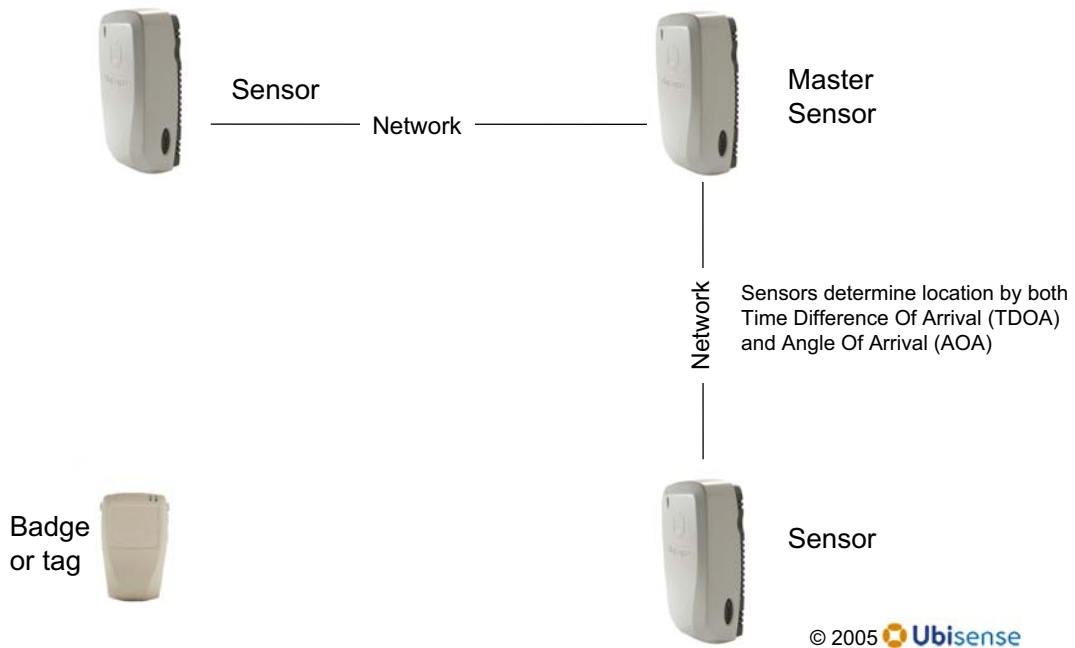 Sensor
Network
Master
Sensor
Network
Sensors determine location by both
Time Difference Of Arrival (TDOA)
and Angle Of Arrival (AOA)
Badge
or tag
Sensor
© 2005 Ubisense